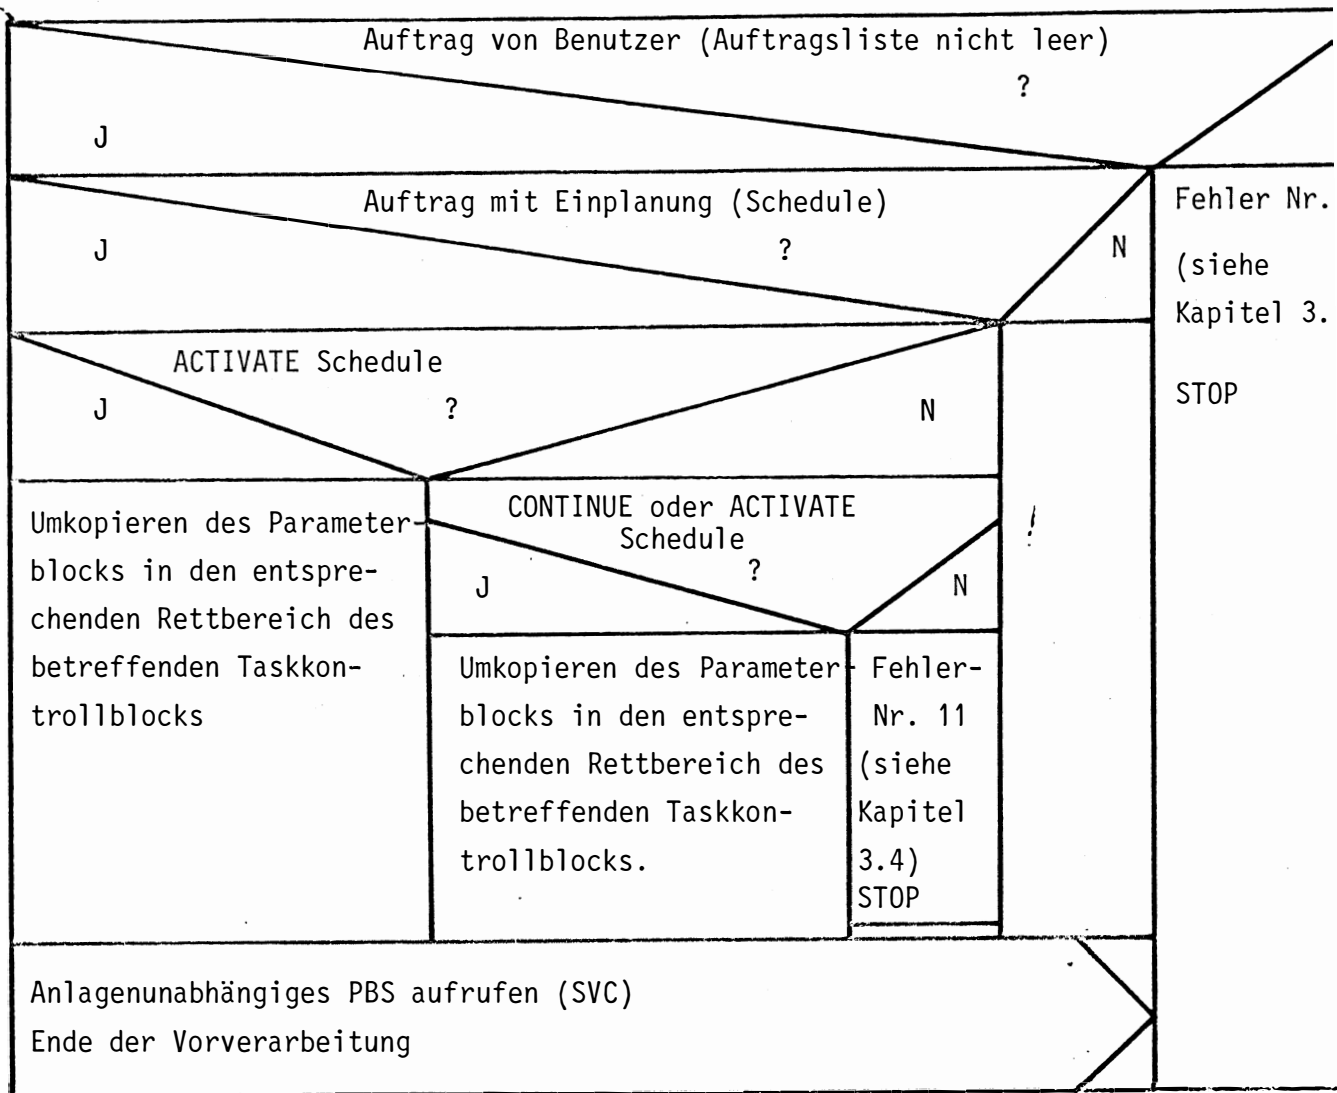 Auftrag von Benutzer (Auftragsliste nicht leer)
?
J
Auftrag mit Einplanung (Schedule)
?
J
N
Fehler Nr.
(siehe
Kapitel 3.
STOP
ACTIVATE Schedule
?
J
N
Umkopieren des Parameter-
blocks in den entspre-
chenden Rettbereich des
betreffenden Taskkon-
trollblocks
CONTINUE oder ACTIVATE
Schedule
?
J
N
Umkopieren des Parameter-
blocks in den entspre-
chenden Rettbereich des
betreffenden Taskkon-
trollblocks.
Fehler-
Nr. 11
(siehe
Kapitel
3.4)
STOP
Anlagenunabhängiges PBS aufrufen (SVC)
Ende der Vorverarbeitung